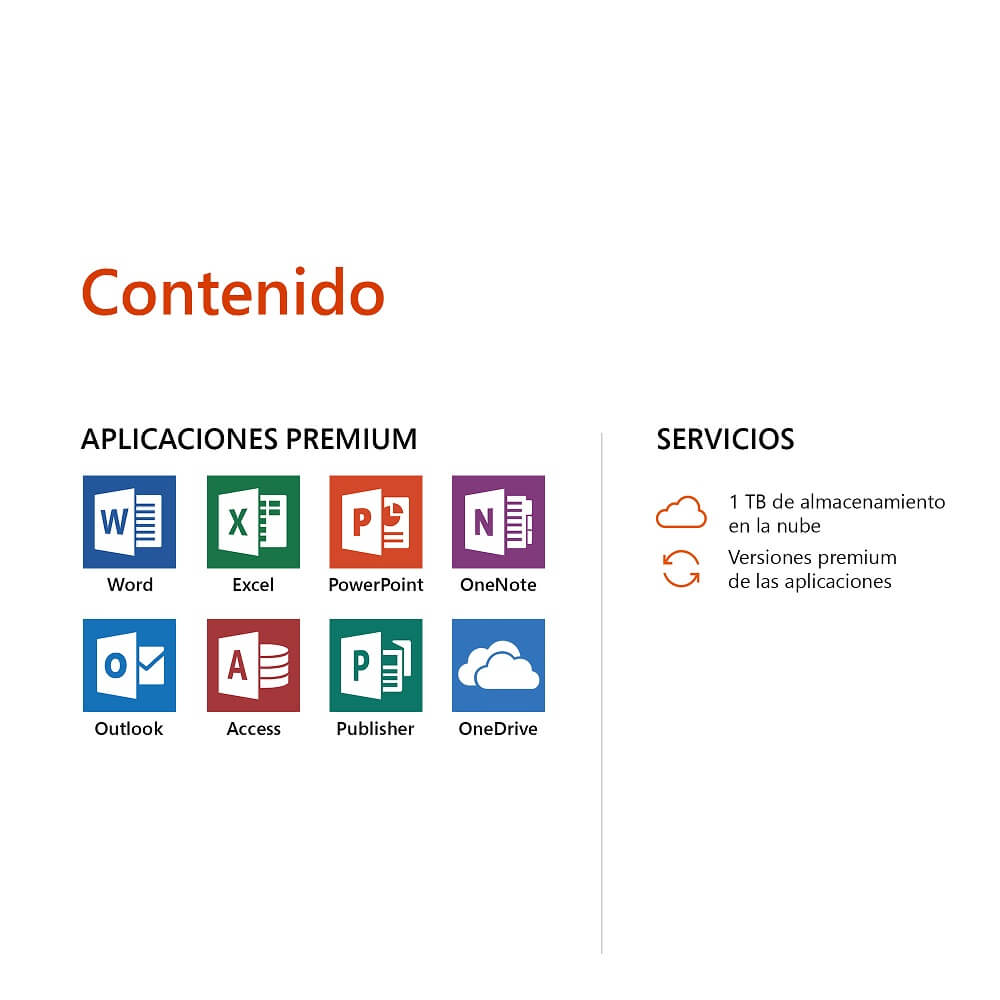 Contenido
APLICACIONES PREMIUM
W
X
P
N
Word
Excel
PowerPoint
OneNote
O
A
P
Outlook
Access
Publisher
OneDrive
SERVICIOS
1 TB de almacenamiento
en la nube
Versiones premium
de las aplicaciones